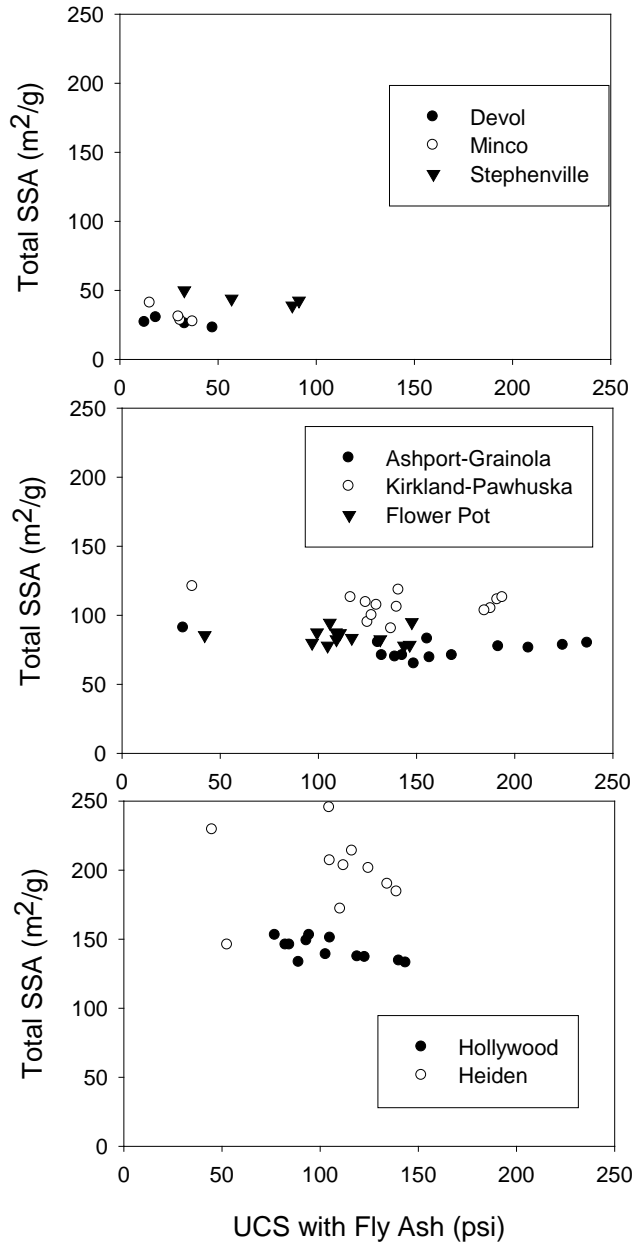 250
200
150
100
50
0
Total SSA (m²/g)
Devol
Minco
Stephenville
0 50 100 150 200 250
250
200
150
100
50
0
Total SSA (m²/g)
Ashport-Grainola
Kirkland-Pawhuska
Flower Pot
0 50 100 150 200 250
250
200
150
100
50
0
Total SSA (m²/g)
Hollywood
Heiden
0 50 100 150 200 250
UCS with Fly Ash (psi)